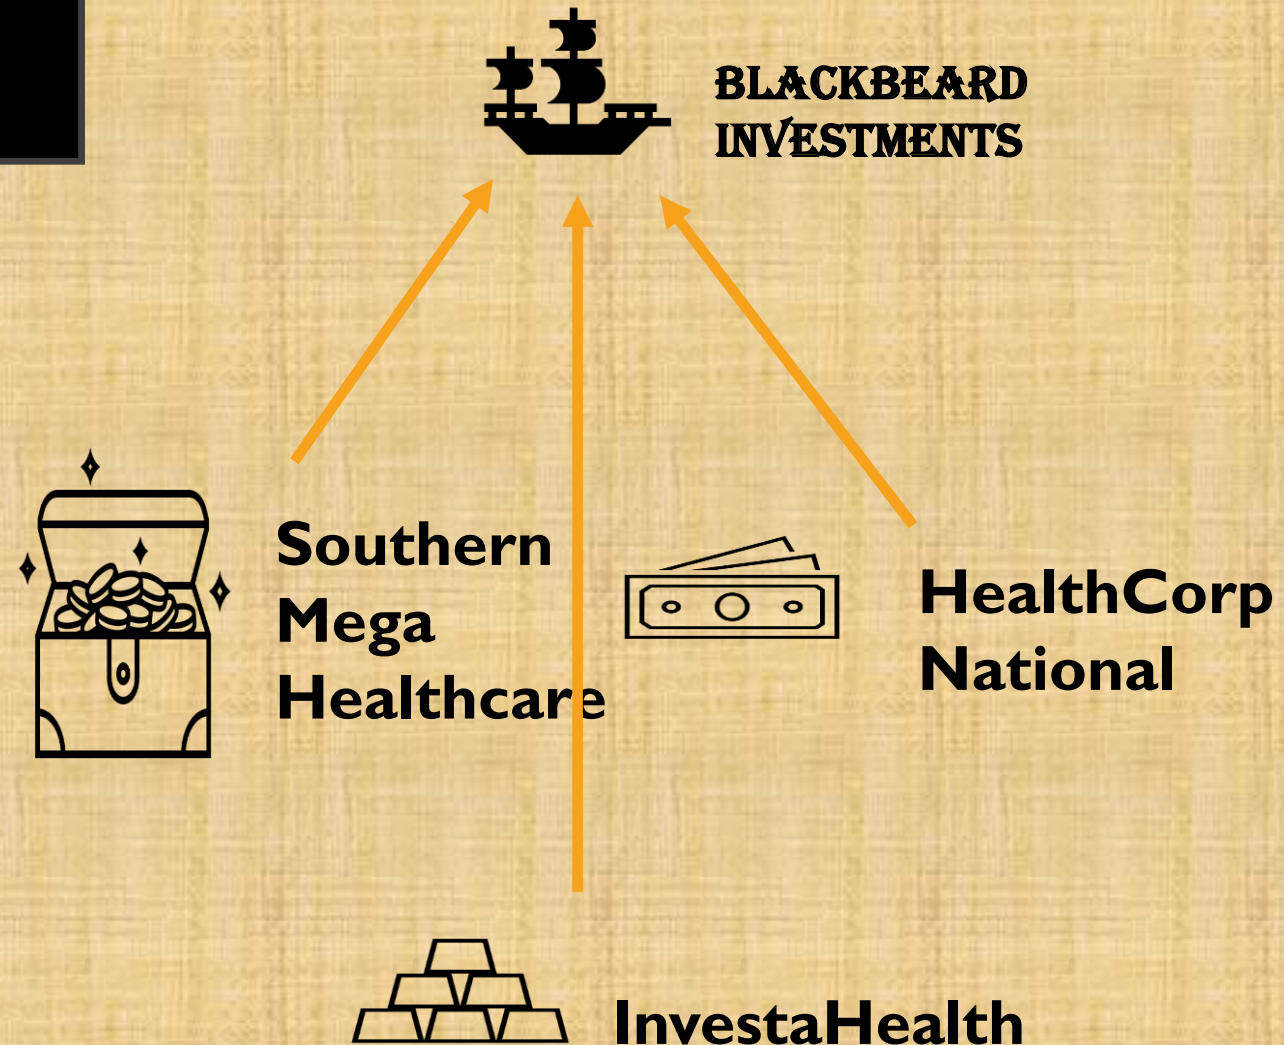 BLACKBEARD
INVESTMENTS
Southern
Mega
Healthcare
HealthCorp
National
InvestaHealth